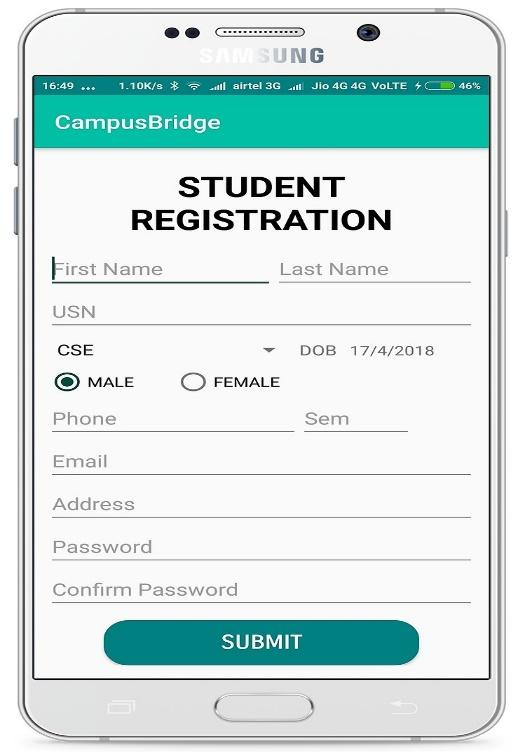 SAMSUNG
16:49 ... 1.10K/s airtel 3G Jio 4G 4G VoLTE 46%
CampusBridge
STUDENT
REGISTRATION
First Name Last Name
USN
CSE DOB 17/4/2018
MALE FEMALE
Phone Sem
Email
Address
Password
Confirm Password
SUBMIT